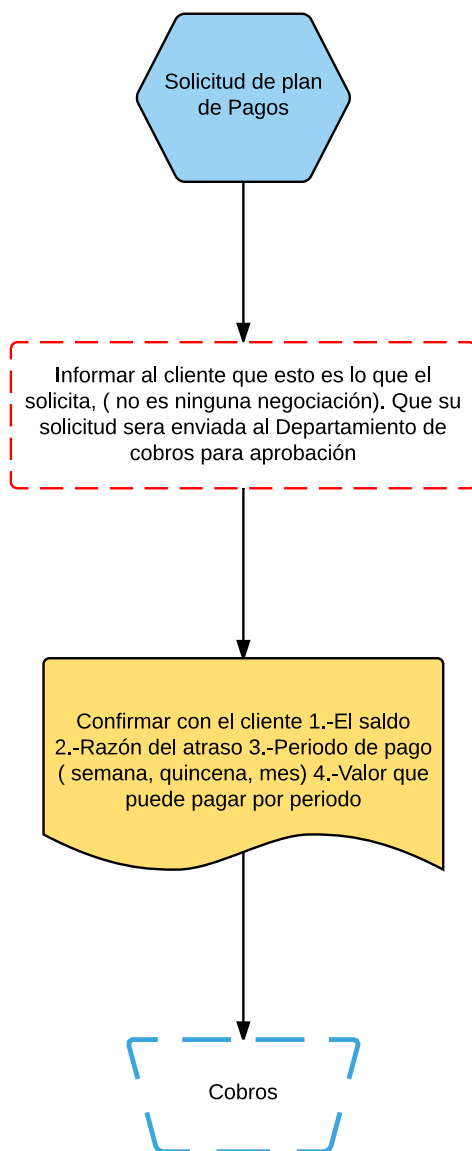 Solicitud de plan
de Pagos
Informar al cliente que esto es lo que el
solicita, ( no es ninguna negociación). Que su
solicitud sera enviada al Departamiento de
cobros para aprobación
Confirmar con el cliente 1.-El saldo
2.-Razón del atraso 3.-Periodo de pago
( semana, quincena, mes) 4.-Valor que
puede pagar por periodo
Cobros